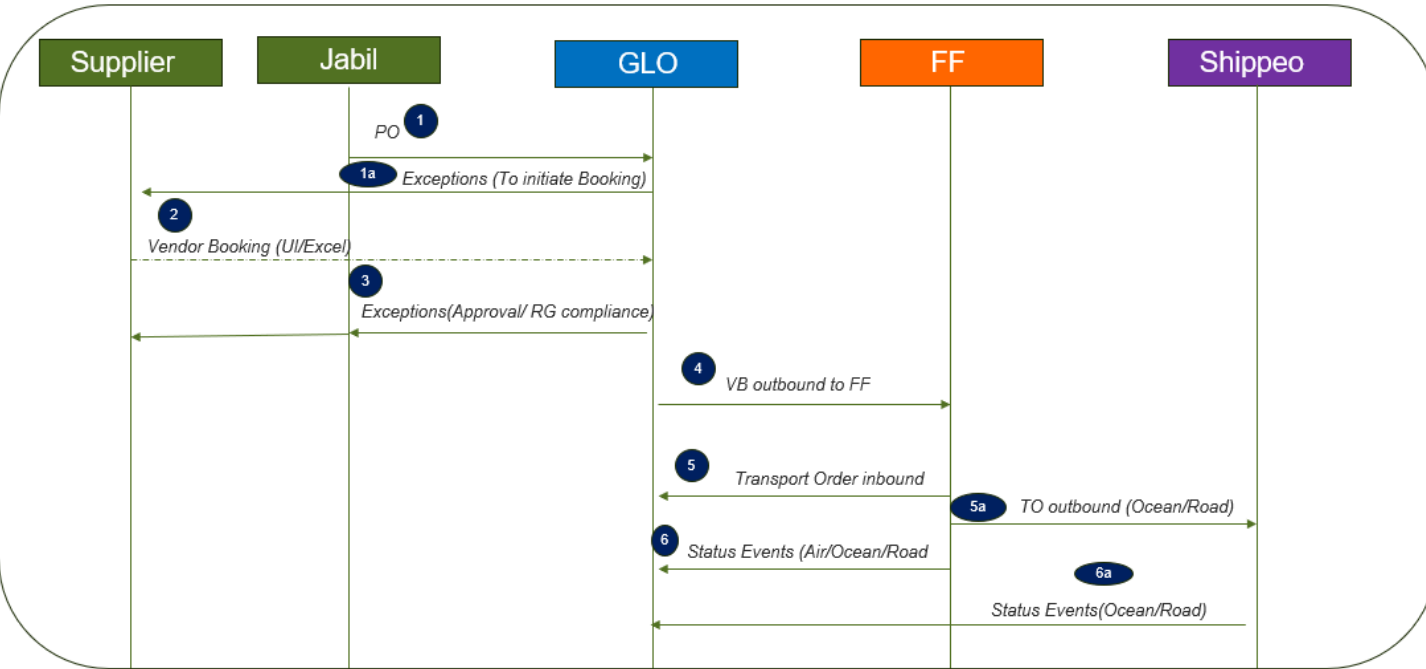 Supplier
Jabil
GLO
FF
Shippeo
PO
1
1a
Exceptions (To initiate Booking)
2
Vendor Booking (UI/Excel)
3
Exceptions(Approval/ RG compliance)
4
VB outbound to FF
5
Transport Order inbound
5a
TO outbound (Ocean/Road)
6
Status Events (Air/Ocean/Road
6a
Status Events(Ocean/Road)